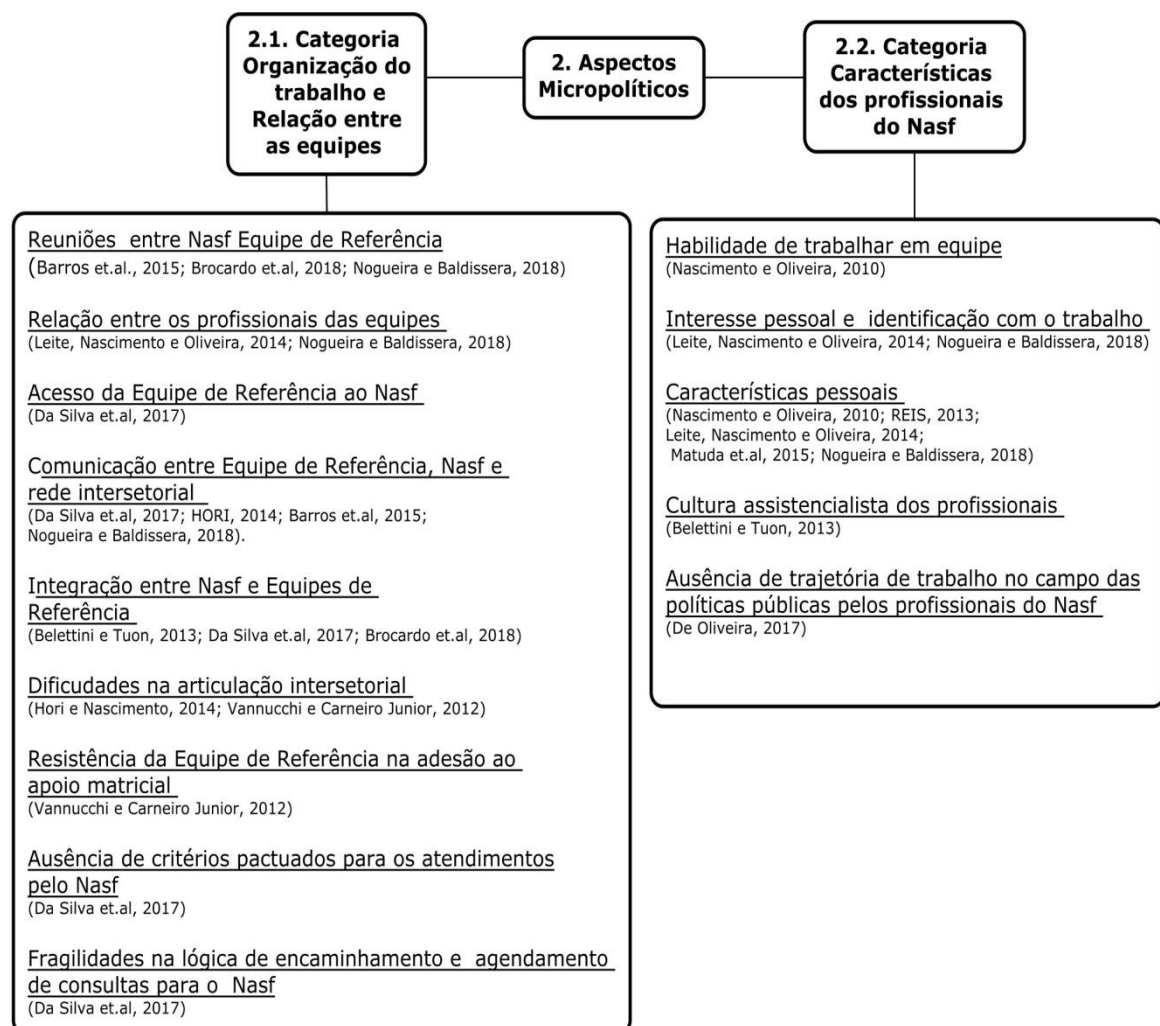 2.1. Categoria
Organização do
trabalho e
Relação entre
as equipes
2. Aspectos
Micropolíticos
2.2. Categoria
Características
dos profissionais
do Nasf
Reuniões entre Nasf Equipe de Referência
(Barros et.al., 2015; Brocardo et.al, 2018; Nogueira e Baldissera, 2018)
Relação entre os profissionais das equipes
(Leite, Nascimento e Oliveira, 2014; Nogueira e Baldissera, 2018)
Acesso da Equipe de Referência ao Nasf
(Da Silva et.al, 2017)
Comunicação entre Equipe de Referência, Nasf e
rede intersetorial
(Da Silva et.al, 2017; HORI, 2014; Barros et.al, 2015;
Nogueira e Baldissera, 2018).
Integração entre Nasf e Equipes de
Referência
(Belettini e Tuon, 2013; Da Silva et.al, 2017; Brocardo et.al, 2018)
Dificudades na articulação intersetorial
(Hori e Nascimento, 2014; Vannucchi e Carneiro Junior, 2012)
Resistência da Equipe de Referência na adesão ao
apoio matricial
(Vannucchi e Carneiro Junior, 2012)
Ausência de critérios pactuados para os atendimentos
pelo Nasf
(Da Silva et.al, 2017)
Fragilidades na lógica de encaminhamento e agendamento
de consultas para o Nasf
(Da Silva et.al, 2017)
Habilidade de trabalhar em equipe
(Nascimento e Oliveira, 2010)
Interesse pessoal e identificação com o trabalho
(Leite, Nascimento e Oliveira, 2014; Nogueira e Baldissera, 2018)
Características pessoais
(Nascimento e Oliveira, 2010; REIS, 2013;
Leite, Nascimento e Oliveira, 2014;
Matuda et.al, 2015; Nogueira e Baldissera, 2018)
Cultura assistencialista dos profissionais
(Belettini e Tuon, 2013)
Ausência de trajetória de trabalho no campo das
políticas públicas pelos profissionais do Nasf
(De Oliveira, 2017)